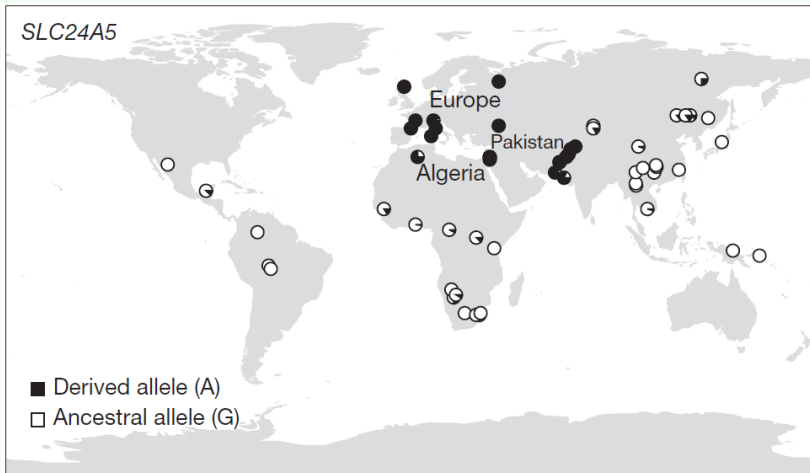 SLC24A5
Europe
Pakistan
Algeria
Derived allele (A)
Ancestral allele (G)